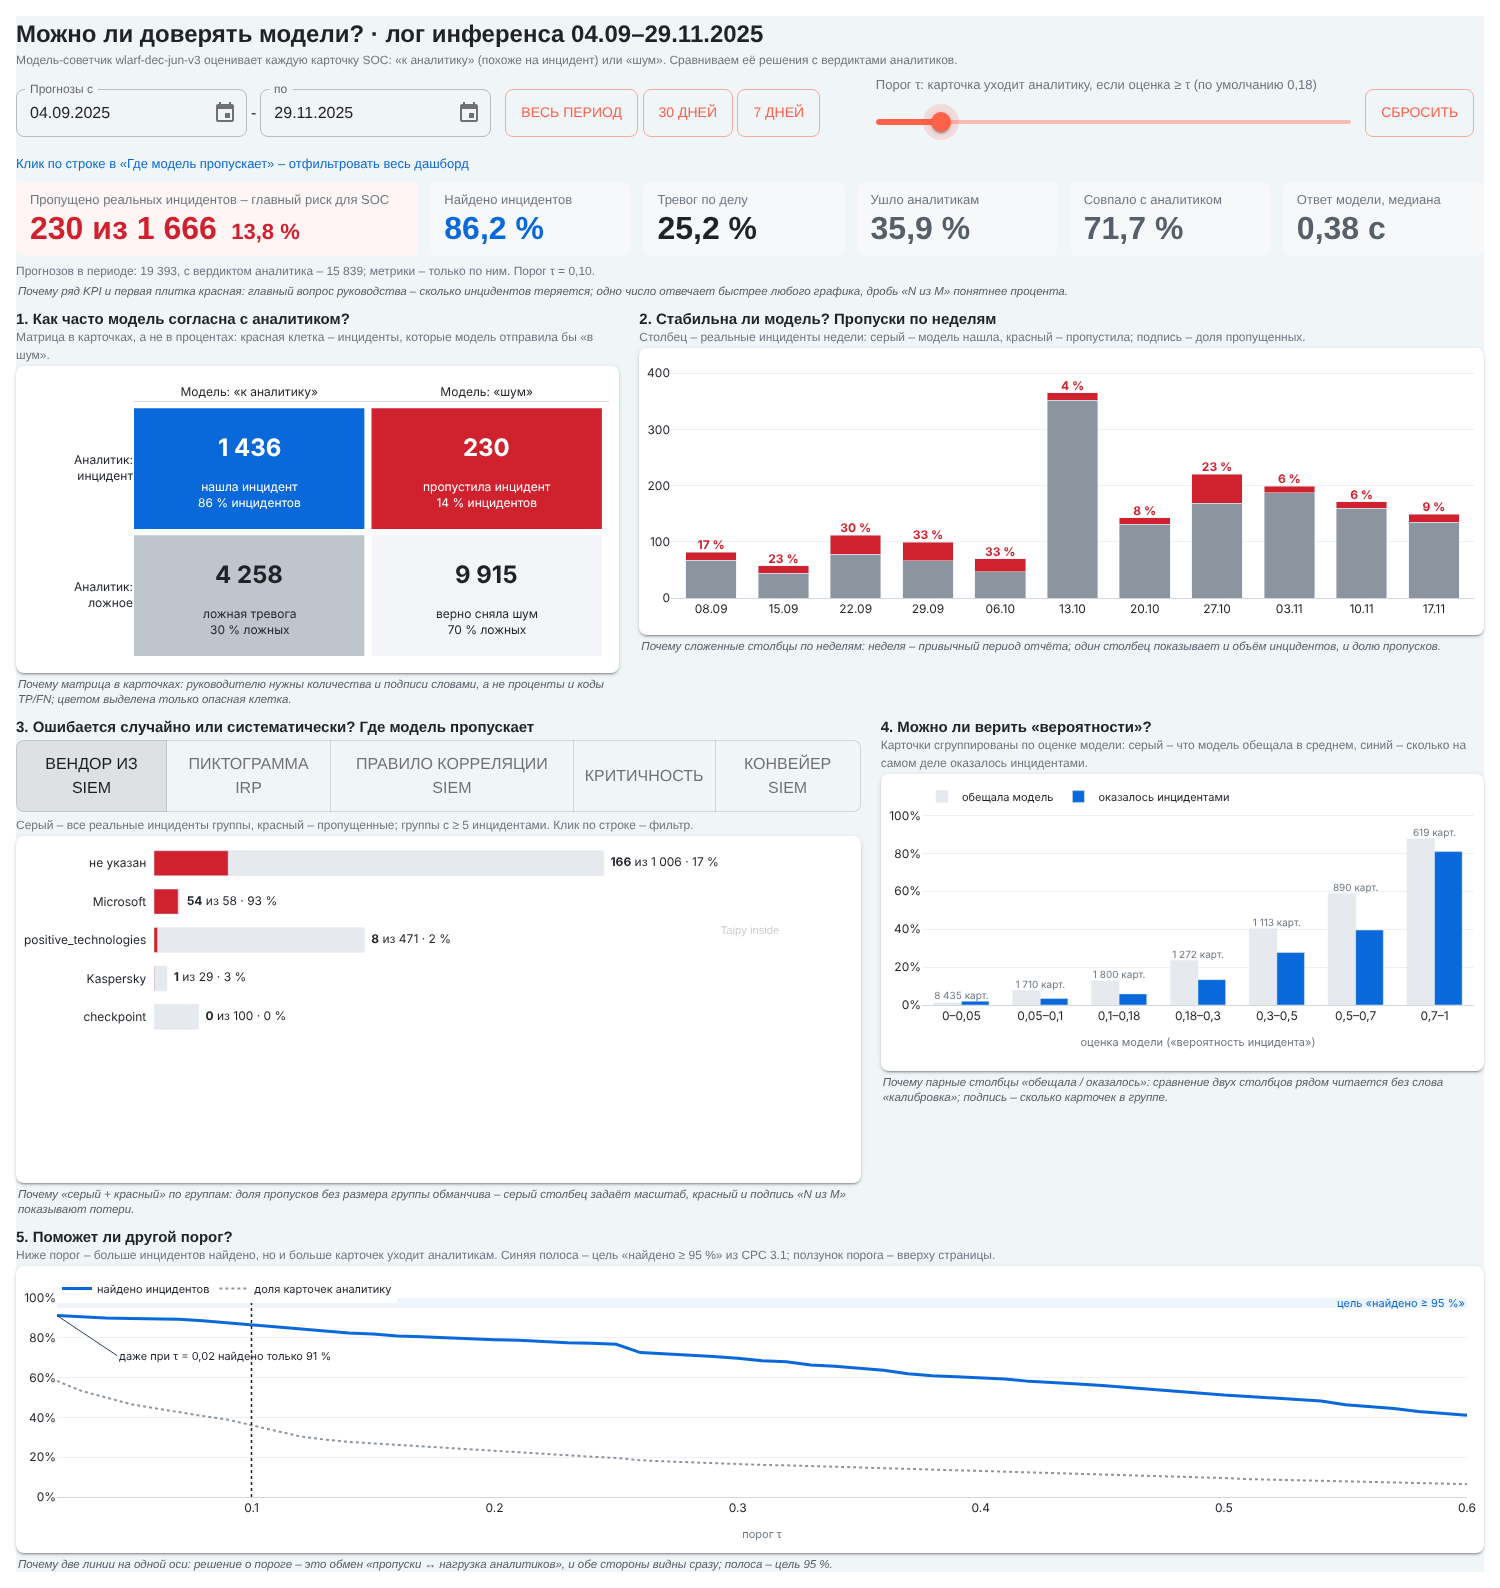 Можно ли доверять модели? · лог инференса 04.09–29.11.2025
Модель-советчик wlarf-dec-jun-v3 оценивает каждую карточку SOC: «к аналитику» (похоже на инцидент) или «шум». Сравниваем её решения с вердиктами аналитиков.
Прогнозы с
04.09.2025
-
по
29.11.2025
ВЕСЬ ПЕРИОД
30 ДНЕЙ
7 ДНЕЙ
Порог τ: карточка уходит аналитику, если оценка ≥ τ (по умолчанию 0,18)
СБРОСИТЬ
Клик по строке в «Где модель пропускает» – отфильтровать весь дашборд
Пропущено реальных инцидентов – главный риск для SOC
230 из 1 666 13,8 %
Найдено инцидентов
86,2 %
Тревог по делу
25,2 %
Ушло аналитикам
35,9 %
Совпало с аналитиком
71,7 %
Ответ модели, медиана
0,38 с
Прогнозов в периоде: 19 393, с вердиктом аналитика – 15 839; метрики – только по ним. Порог τ = 0,10.
Почему ряд KPI и первая плитка красная: главный вопрос руководства – сколько инцидентов теряется; одно число отвечает быстрее любого графика, дробь «N из M» понятнее процента.
1. Как часто модель согласна с аналитиком?
Матрица в карточках, а не в процентах: красная клетка – инциденты, которые модель отправила бы «в
шум».
Модель: «к аналитику»
Модель: «шум»
Аналитик:
инцидент
1 436
нашла инцидент
86 % инцидентов
230
пропустила инцидент
14 % инцидентов
Аналитик:
ложное
4 258
ложная тревога
30 % ложных
9 915
верно сняла шум
70 % ложных
Почему матрица в карточках: руководителю нужны количества и подписи словами, а не проценты и коды
TP/FN; цветом выделена только опасная клетка.
2. Стабильна ли модель? Пропуски по неделям
Столбец – реальные инциденты недели: серый – модель нашла, красный – пропустила; подпись – доля пропущенных.
400
300
200
100
0
17 %
23 %
30 %
33 %
33 %
4 %
8 %
23 %
6 %
6 %
9 %
08.09
15.09
22.09
29.09
06.10
13.10
20.10
27.10
03.11
10.11
17.11
Почему сложенные столбцы по неделям: неделя – привычный период отчёта; один столбец показывает и объём инцидентов, и долю пропусков.
3. Ошибается случайно или систематически? Где модель пропускает
ВЕНДОР ИЗ
SIEM
ПИКТОГРАММА
IRP
ПРАВИЛО КОРРЕЛЯЦИИ
SIEM
КРИТИЧНОСТЬ
КОНВЕЙЕР
SIEM
Серый – все реальные инциденты группы, красный – пропущенные; группы с ≥ 5 инцидентами. Клик по строке – фильтр.
не указан
166 из 1 006 · 17 %
Microsoft
54 из 58 · 93 %
positive_technologies
8 из 471 · 2 %
Kaspersky
1 из 29 · 3 %
checkpoint
0 из 100 · 0 %
Taipy inside
Почему «серый + красный» по группам: доля пропусков без размера группы обманчива – серый столбец задаёт масштаб, красный и подпись «N из M»
показывают потери.
4. Можно ли верить «вероятности»?
Карточки сгруппированы по оценке модели: серый – что модель обещала в среднем, синий – сколько на
самом деле оказалось инцидентами.
обещала модель
оказалось инцидентами
100%
80%
60%
40%
20%
0%
8 435 карт.
1 710 карт.
1 800 карт.
1 272 карт.
1 113 карт.
890 карт.
619 карт.
0–0,05
0,05–0,1
0,1–0,18
0,18–0,3
0,3–0,5
0,5–0,7
0,7–1
оценка модели («вероятность инцидента»)
Почему парные столбцы «обещала / оказалось»: сравнение двух столбцов рядом читается без слова
«калибровка»; подпись – сколько карточек в группе.
5. Поможет ли другой порог?
Ниже порог – больше инцидентов найдено, но и больше карточек уходит аналитикам. Синяя полоса – цель «найдено ≥ 95 %» из СРС 3.1; ползунок порога – вверху страницы.
найдено инцидентов
доля карточек аналитику
цель «найдено ≥ 95 %»
100%
80%
60%
40%
20%
0%
даже при τ = 0,02 найдено только 91 %
0.1
0.2
0.3
0.4
0.5
0.6
порог τ
Почему две линии на одной оси: решение о пороге – это обмен «пропуски ↔ нагрузка аналитиков», и обе стороны видны сразу; полоса – цель 95 %.